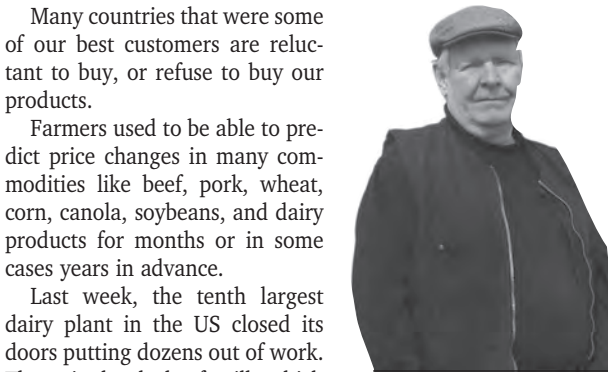 Many countries that were some
of our best customers are reluc-
tant to buy, or refuse to buy our
products.
Farmers used to be able to pre-
dict price changes in many com-
modities like beef, pork, wheat,
corn, canola, soybeans, and dairy
products for months or in some
cases years in advance.
Last week, the tenth largest
dairy plant in the US closed its
doors putting dozens out of work.